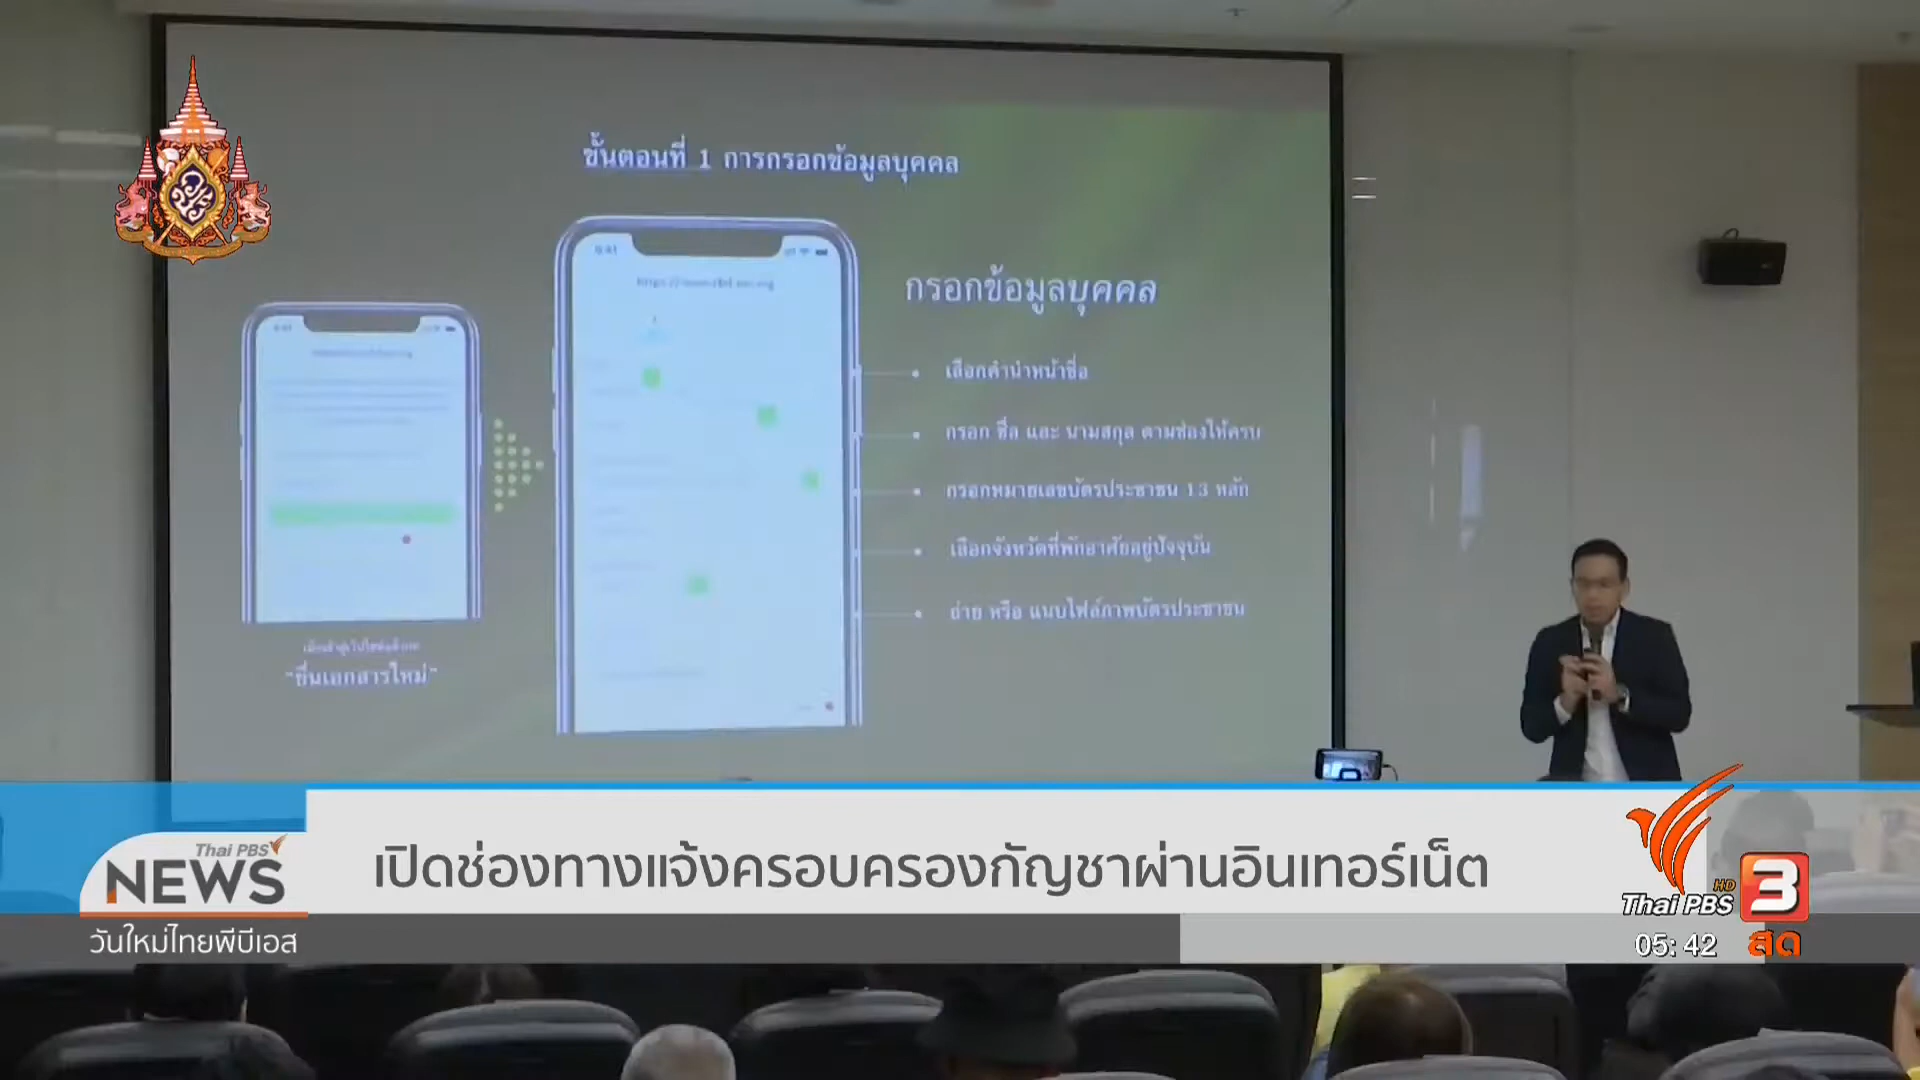 ขั้นตอนที่ 1 การกรอกข้อมูลบุคคล
กรอกข้อมูลบุคคล
เลือกคำนำหน้าชื่อ
กรอก ชื่อ และ นามสกุล ตามช่องให้ครบ
กรอกหมายเลขบัตรประชาชน 13 หลัก
เลือกจังหวัดที่พักอาศัยอยู่ปัจจุบัน
ถ่าย หรือ แนบไฟล์ภาพบัตรประชาชน
"ยื่นเอกสารใหม่"
Thai PBS
NEWS
เปิดช่องทางแจ้งครอบครองกัญชาผ่านอินเทอร์เน็ต
วันใหม่ไทยพีบีเอส
HD
Thai PBS 3
05:42 สด